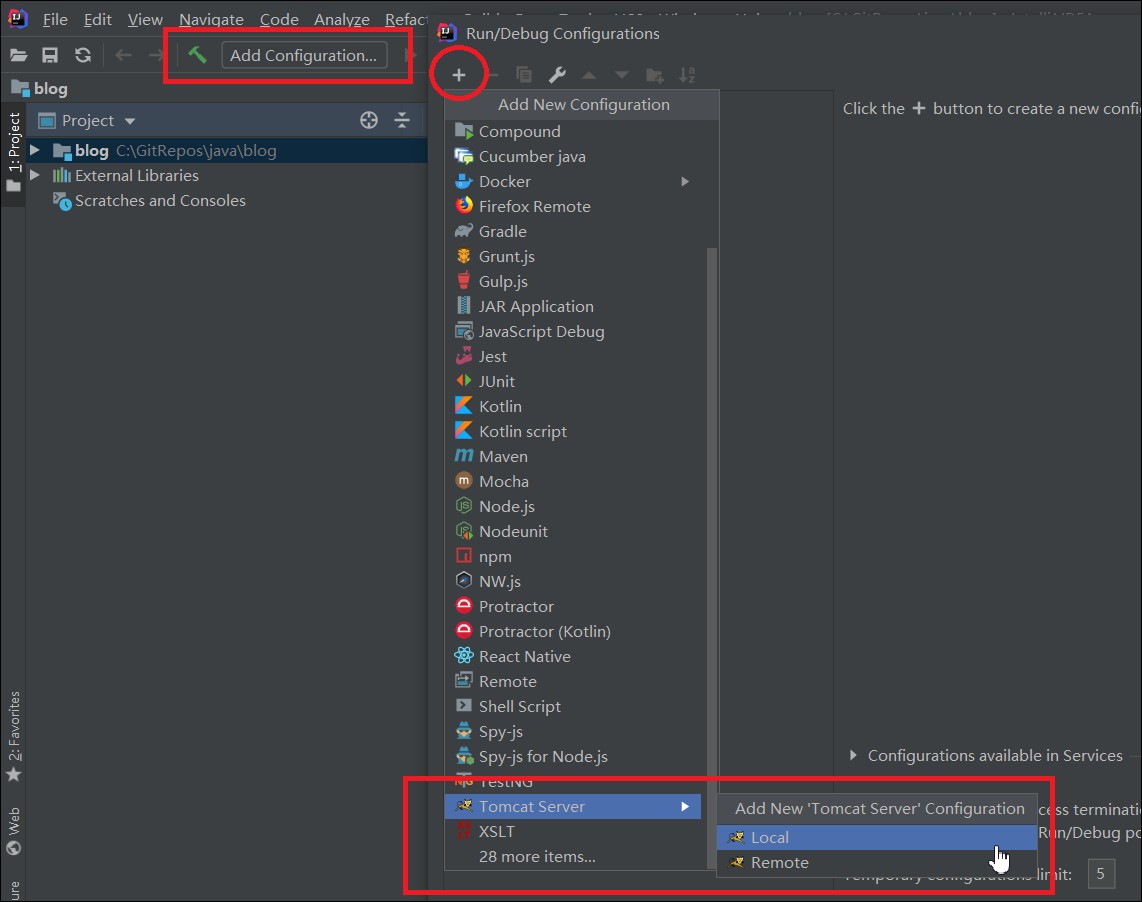 File Edit View Navigate Code Analyze Refact
Add Configuration...
blog
1: Project
Project
blog C:\GitRepos\java\blog
External Libraries
Scratches and Consoles
2: Favorites
Web
ure
Run/Debug Configurations
Add New Configuration
Compound
Cucumber java
Docker
Firefox Remote
Gradle
Grunt.js
Gulp.js
JAR Application
JavaScript Debug
Jest
JUnit
Kotlin
Kotlin script
Maven
Mocha
Node.js
Nodeunit
npm
NW.js
Protractor
Protractor (Kotlin)
React Native
Remote
Shell Script
Spy-js
Spy-js for Node.js
TestNG
Tomcat Server
XSLT
28 more items...
Add New 'Tomcat Server' Configuration
Local
Remote
Click the + button to create a new confi
Configurations available in Services
cess terminatio
Run/Debug po
Temporary configurations limit: 5